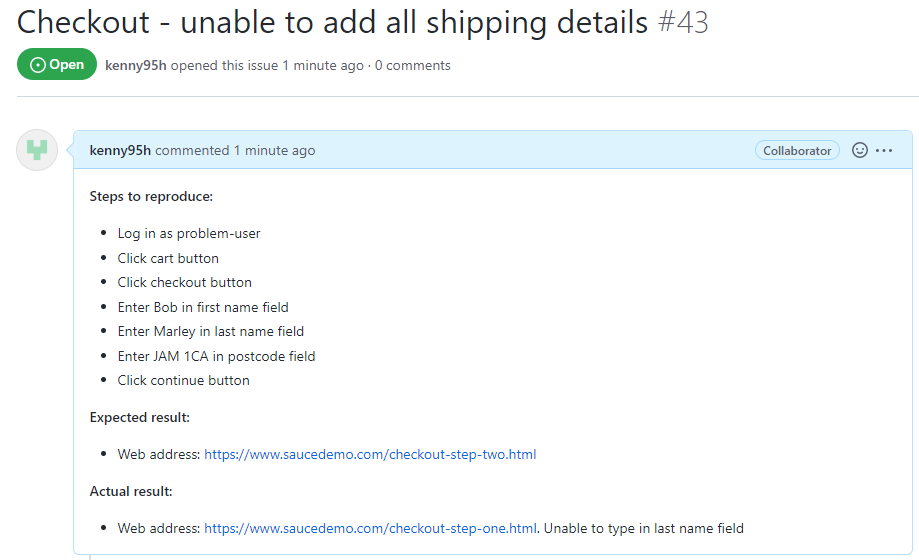 Checkout - unable to add all shipping details #43
Open kenny95h opened this issue 1 minute ago · 0 comments
kenny95h commented 1 minute ago Collaborator
Steps to reproduce:
• Log in as problem-user
• Click cart button
• Click checkout button
• Enter Bob in first name field
• Enter Marley in last name field
• Enter JAM 1CA in postcode field
• Click continue button
Expected result:
• Web address: https://www.saucedemo.com/checkout-step-two.html
Actual result:
• Web address: https://www.saucedemo.com/checkout-step-one.html. Unable to type in last name field